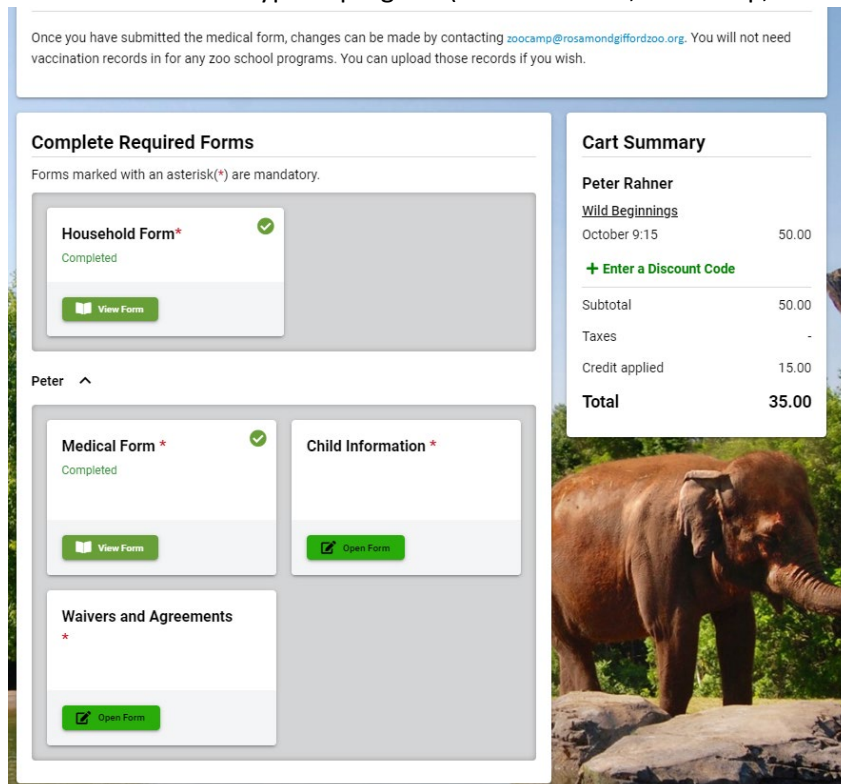 Once you have submitted the medical form, changes can be made by contacting zoocamp@rosamondgiffordzoo.org. You will not need
vaccination records in for any zoo school programs. You can upload those records if you wish.
Complete Required Forms
Forms marked with an asterisk(*) are mandatory.
Household Form*
Completed
View Form
Peter
Medical Form *
Completed
View Form
Child Information *
Open Form
Waivers and Agreements
*
Open Form
Cart Summary
Peter Rahner
Wild Beginnings
October 9:15 50.00
+ Enter a Discount Code
Subtotal 50.00
Taxes -
Credit applied 15.00
Total 35.00